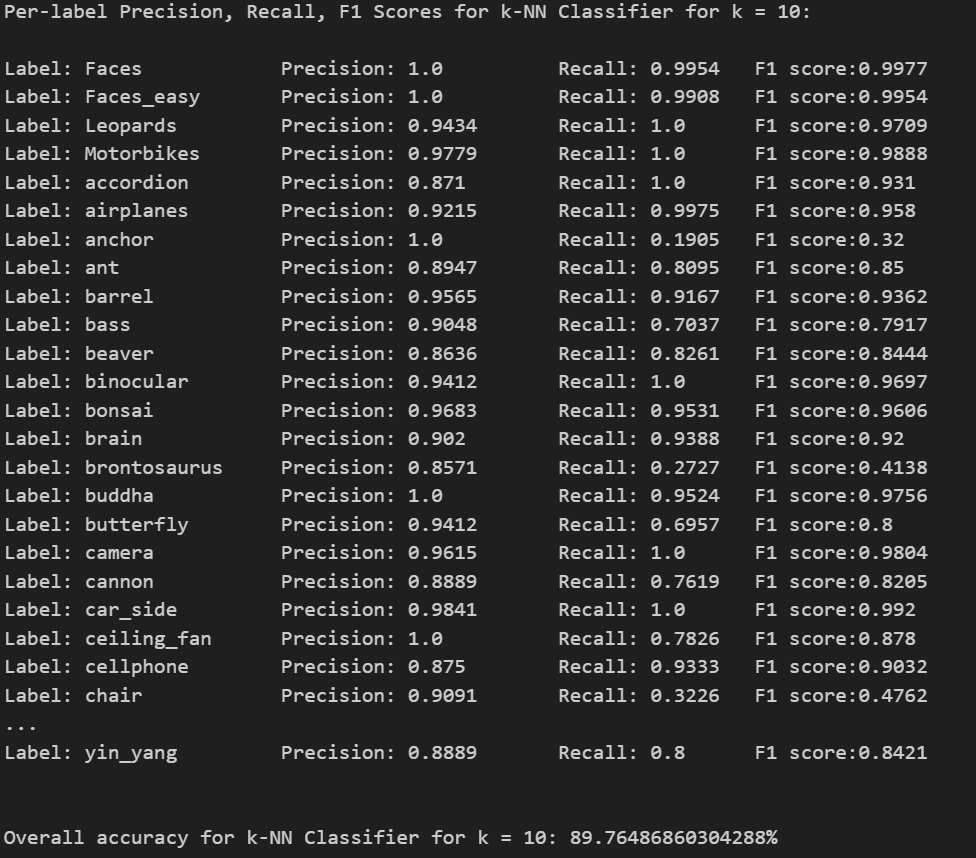 Per-label Precision, Recall, F1 Scores for k-NN Classifier for k = 10:
Label: Faces Precision: 1.0 Recall: 0.9954 F1 score:0.9977
Label: Faces_easy Precision: 1.0 Recall: 0.9908 F1 score:0.9954
Label: Leopards Precision: 0.9434 Recall: 1.0 F1 score:0.9709
Label: Motorbikes Precision: 0.9779 Recall: 1.0 F1 score:0.9888
Label: accordion Precision: 0.871 Recall: 1.0 F1 score:0.931
Label: airplanes Precision: 0.9215 Recall: 0.9975 F1 score:0.958
Label: anchor Precision: 1.0 Recall: 0.1905 F1 score:0.32
Label: ant Precision: 0.8947 Recall: 0.8095 F1 score:0.85
Label: barrel Precision: 0.9565 Recall: 0.9167 F1 score:0.9362
Label: bass Precision: 0.9048 Recall: 0.7037 F1 score:0.7917
Label: beaver Precision: 0.8636 Recall: 0.8261 F1 score:0.8444
Label: binocular Precision: 0.9412 Recall: 1.0 F1 score:0.9697
Label: bonsai Precision: 0.9683 Recall: 0.9531 F1 score:0.9606
Label: brain Precision: 0.902 Recall: 0.9388 F1 score:0.92
Label: brontosaurus Precision: 0.8571 Recall: 0.2727 F1 score:0.4138
Label: buddha Precision: 1.0 Recall: 0.9524 F1 score:0.9756
Label: butterfly Precision: 0.9412 Recall: 0.6957 F1 score:0.8
Label: camera Precision: 0.9615 Recall: 1.0 F1 score:0.9804
Label: cannon Precision: 0.8889 Recall: 0.7619 F1 score:0.8205
Label: car_side Precision: 0.9841 Recall: 1.0 F1 score:0.992
Label: ceiling_fan Precision: 1.0 Recall: 0.7826 F1 score:0.878
Label: cellphone Precision: 0.875 Recall: 0.9333 F1 score:0.9032
Label: chair Precision: 0.9091 Recall: 0.3226 F1 score:0.4762
...
Label: yin_yang Precision: 0.8889 Recall: 0.8 F1 score:0.8421
Overall accuracy for k-NN Classifier for k = 10: 89.76486860304288%